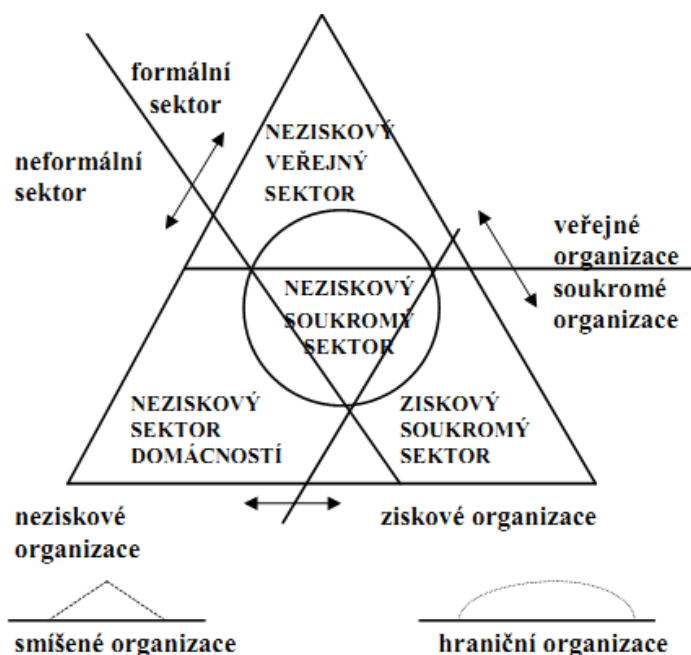 formální
sektor
neformální
sektor
NEZISKOVÝ
VEŘEJNÝ
SEKTOR
veřejné
organizace
soukromé
organizace
NEZISKOVÝ
SOUKROMÝ
SEKTOR
NEZISKOVÝ
SEKTOR
DOMÁCNOSTÍ
ZISKOVÝ
SOUKROMÝ
SEKTOR
neziskové
organizace
ziskové organizace
smíšené organizace
hraniční organizace